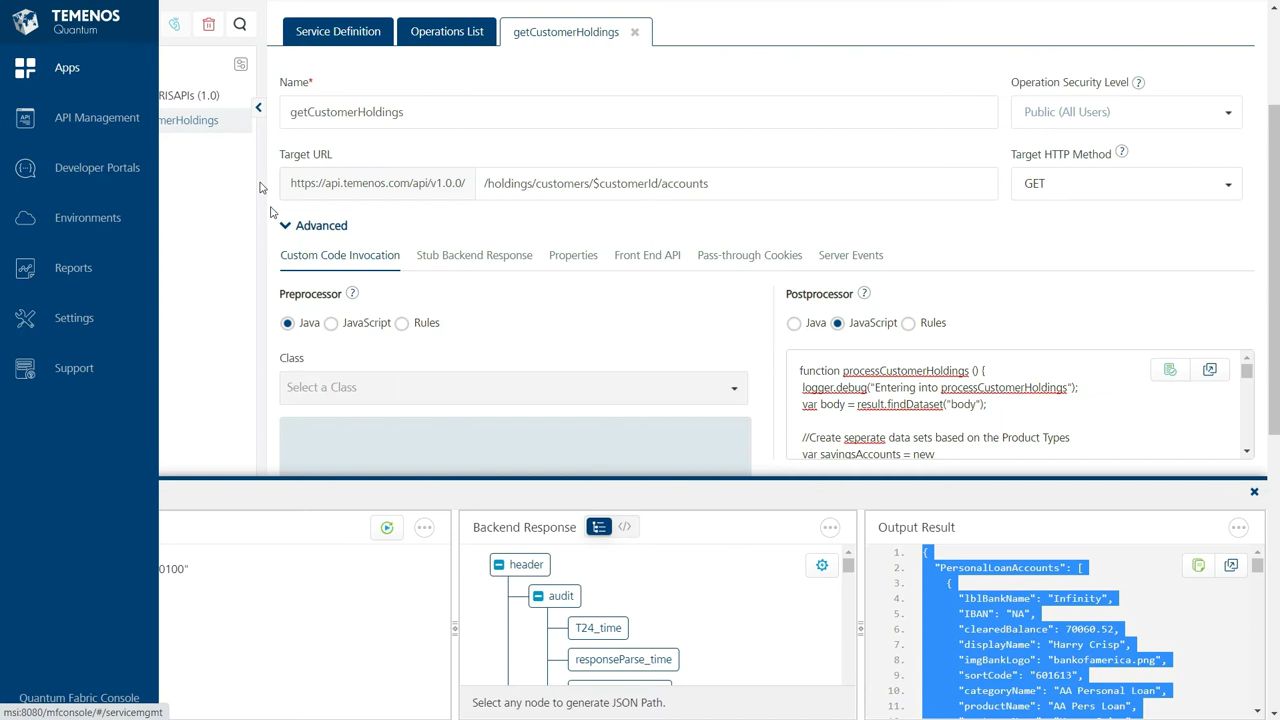 TEMENOS
Quantum
Apps
API Management
Developer Portals
Environments
Reports
Settings
Support
Quantum Fabric Console
msi:8080/mfconsole/#/servicemgmt
RISAPIs (1.0)
merHoldings
Service Definition
Operations List
getCustomerHoldings
Name*
getCustomerHoldings
Operation Security Level ?
Public (All Users)
Target URL
https://api.temenos.com/api/v1.0.0/
/holdings/customers/$customerId/accounts
Target HTTP Method ?
GET
Advanced
Custom Code Invocation
Stub Backend Response
Properties
Front End API
Pass-through Cookies
Server Events
Preprocessor ?
Java
JavaScript
Rules
Class
Select a Class
Postprocessor ?
Java
JavaScript
Rules
function processCustomerHoldings () {
logger.debug("Entering into processCustomerHoldings");
var body = result.findDataset("body");
//Create seperate data sets based on the Product Types
var savingsAccounts = new
0100"
Backend Response
</>
header
audit
T24_time
responseParse_time
Select any node to generate JSON Path.
Output Result
1. {
2. "PersonalLoanAccounts": [
3. {
4. "lblBankName": "Infinity",
5. "IBAN": "NA",
6. "clearedBalance": 70060.52,
7. "displayName": "Harry Crisp",
8. "imgBankLogo": "bankofamerica.png",
9. "sortCode": "601613",
10. "categoryName": "AA Personal Loan",
11. "productName": "AA Pers Loan",